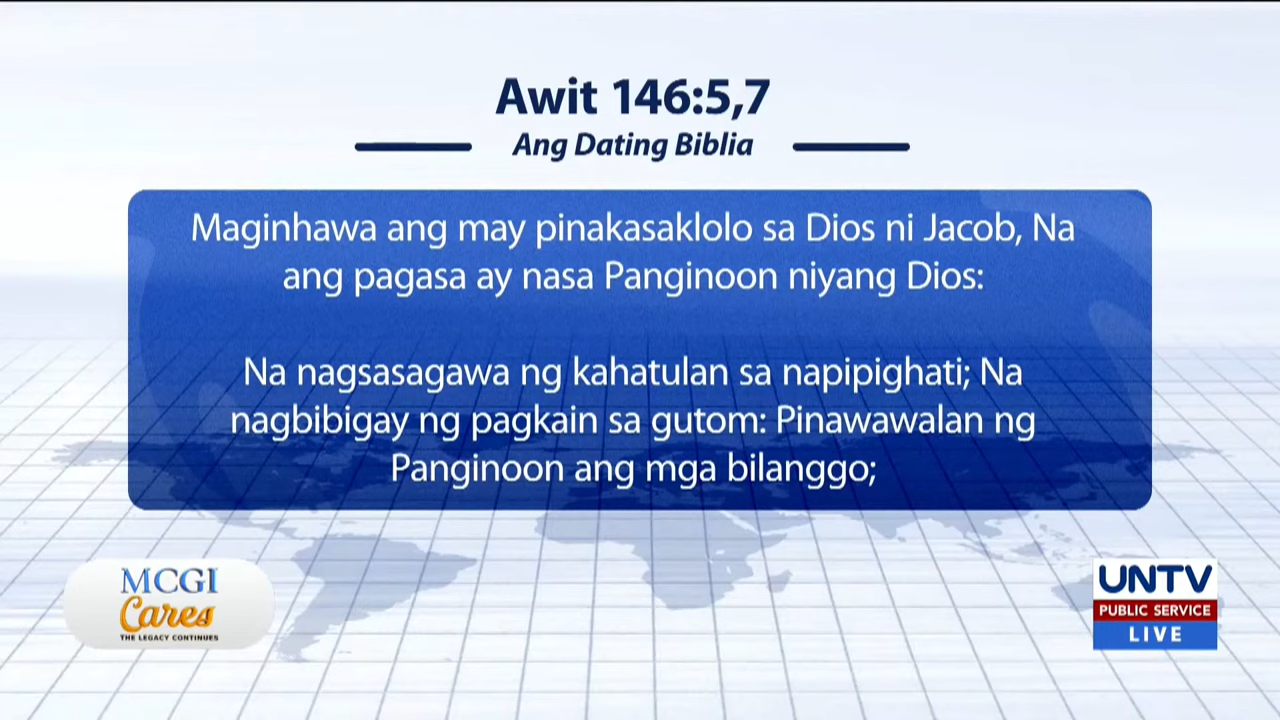 Awit 146:5,7
Ang Dating Biblia
Maginhawa ang may pinakasaklolo sa Dios ni Jacob, Na
ang pagasa ay nasa Panginoon niyang Dios:
Na nagsasagawa ng kahatulan sa napipighati; Na
nagbibigay ng pagkain sa gutom: Pinawawalan ng
Panginoon ang mga bilanggo;
MCGI
Cares
THE LEGACY CONTINUES
UNTV
PUBLIC SERVICE
LIVE